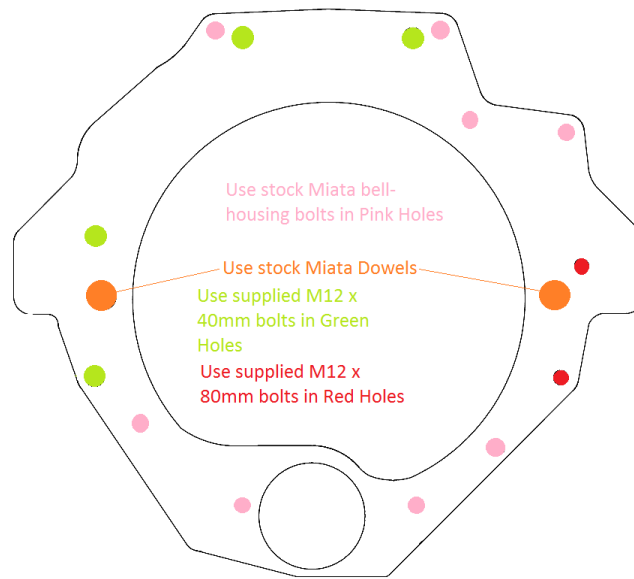 Use stock Miata bell-
housing bolts in Pink Holes
Use stock Miata Dowels
Use supplied M12 x
40mm bolts in Green
Holes
Use supplied M12 x
80mm bolts in Red Holes